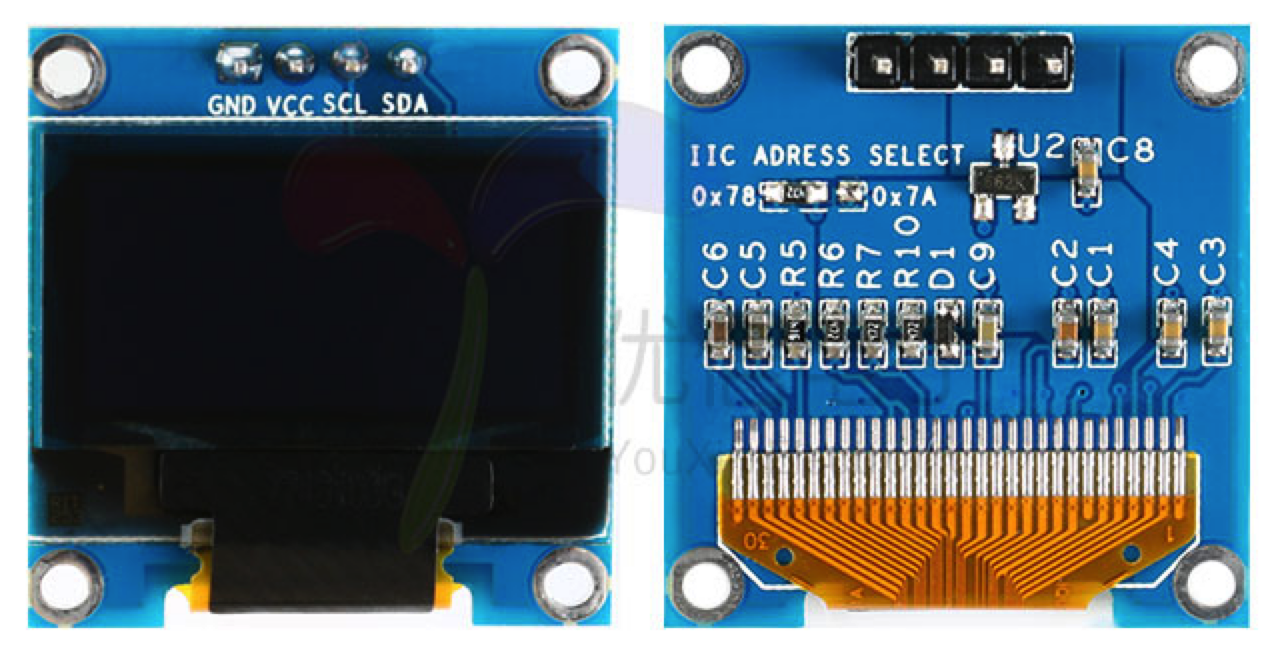 GND VCC SCL SDA
IIC ADRESS SELECT
U2
C8
0x78
0x7A
C6
C5
R5
R6
R7
R10
D1
C9
C2
C1
C4
C3
30
1